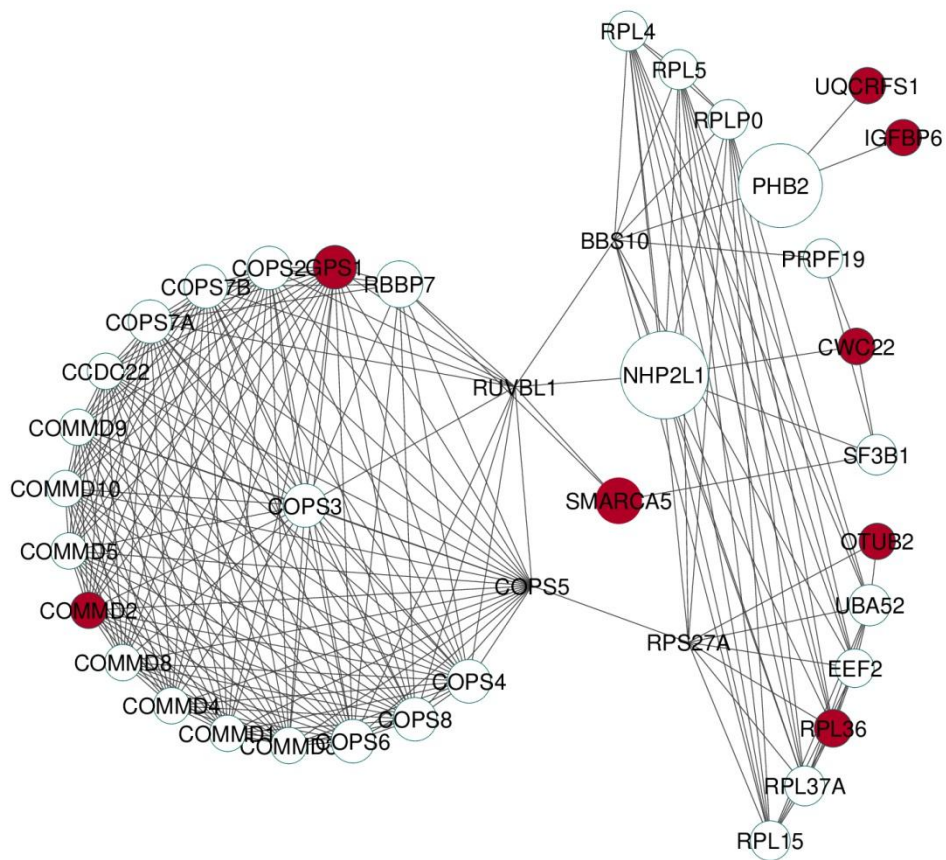 RPL4
RPL5
UQCRFS1
RPLP0
IGFBP6
PHB2
BBS10
PRPF19
COPS2
GPS1
RBBP7
COPS7B
COPS7A
CCDC22
RUVBL1
NHP2L1
CWC22
COMMD9
SF3B1
COMMD10
COPS3
SMARCA5
COMMD5
OTUB2
COPS5
COMMD2
UBA52
RPS27A
COMMD8
EEF2
COPS4
COMMD4
COPS8
COMMD1
RPL36
COPS6
RPL37A
RPL15